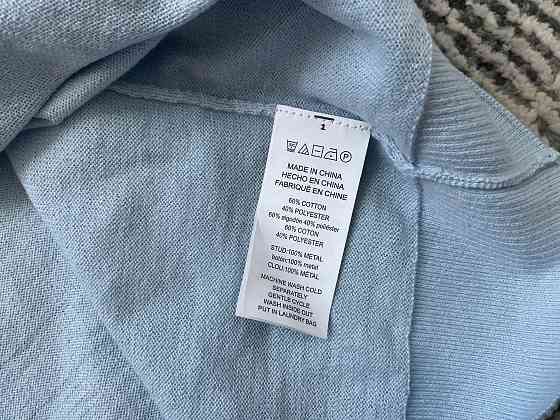 1
MADE IN CHINA
HECHO EN CHINA
FABRIQUÉ EN CHINE
60% COTTON
40% POLYESTER
60% algodón 40% poliéster
60% COTON
40% POLYESTER
STUD:100% METAL
botón:100% metal
CLOU:100% METAL
MACHINE WASH COLD
SEPARATELY
GENTLE CYCLE
WASH INSIDE OUT
PUT IN LAUNDRY BAG